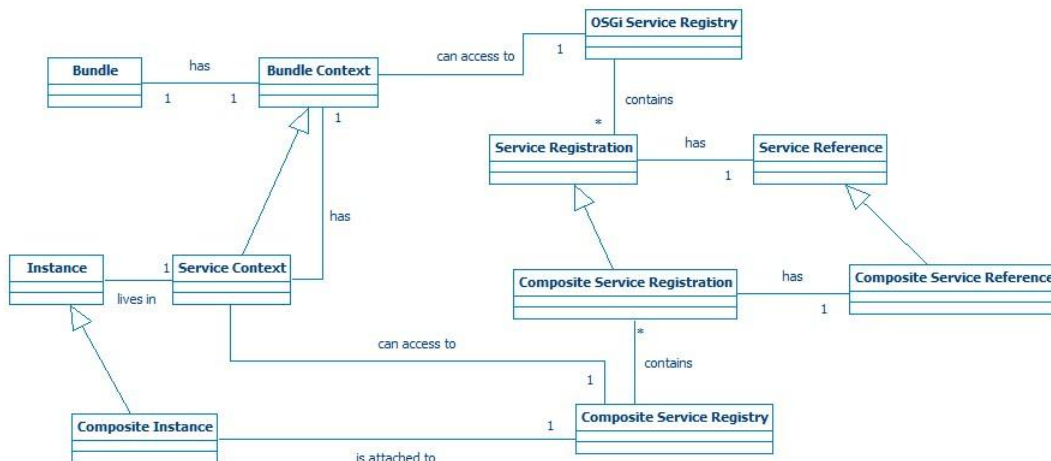 OSGi Service Registry
can access to
1
Bundle
has
Bundle Context
1
1
1
contains
*
Service Registration
has
Service Reference
1
has
Instance
1
Service Context
lives in
Composite Service Registration
has
Composite Service Reference
1
*
can access to
contains
1
Composite Instance
1
Composite Service Registry
is attached to